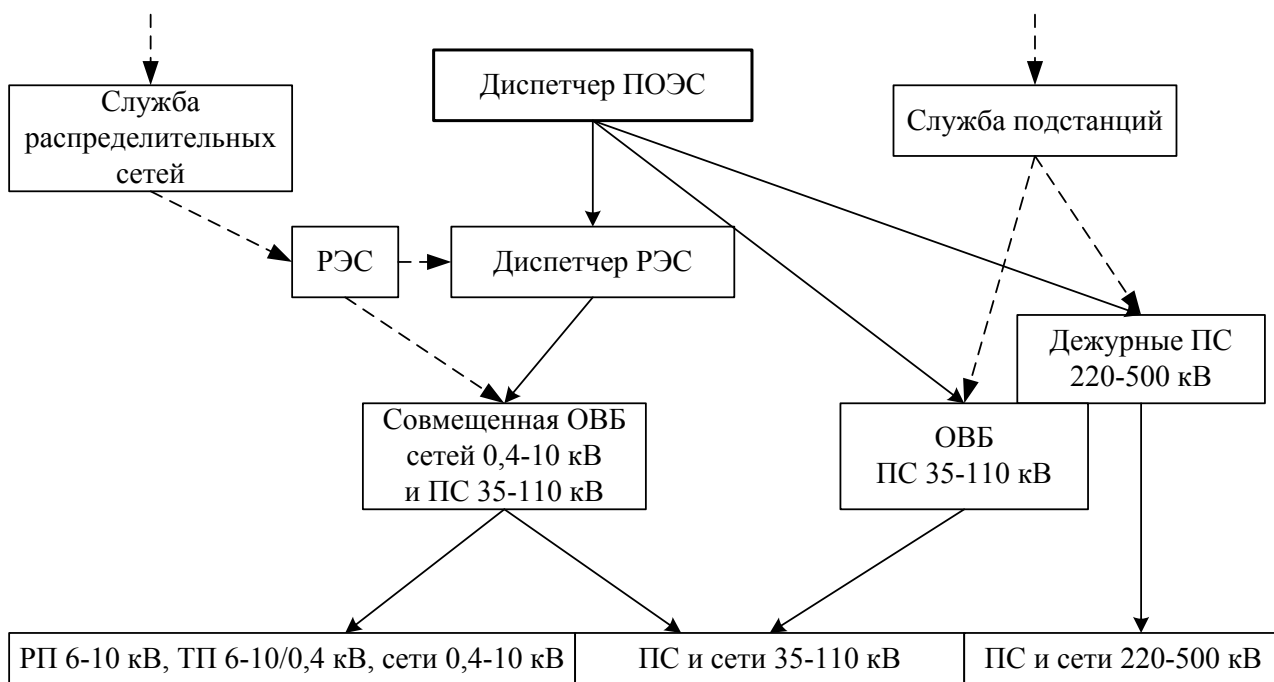 Диспетчер ПОЭС
Служба
распределительных
сетей
Служба подстанций
РЭС
Диспетчер РЭС
Дежурные ПС
220-500 кВ
Совмещенная ОВБ
сетей 0,4-10 кВ
и ПС 35-110 кВ
ОВБ
ПС 35-110 кВ
РП 6-10 кВ, ТП 6-10/0,4 кВ, сети 0,4-10 кВ
ПС и сети 35-110 кВ
ПС и сети 220-500 кВ